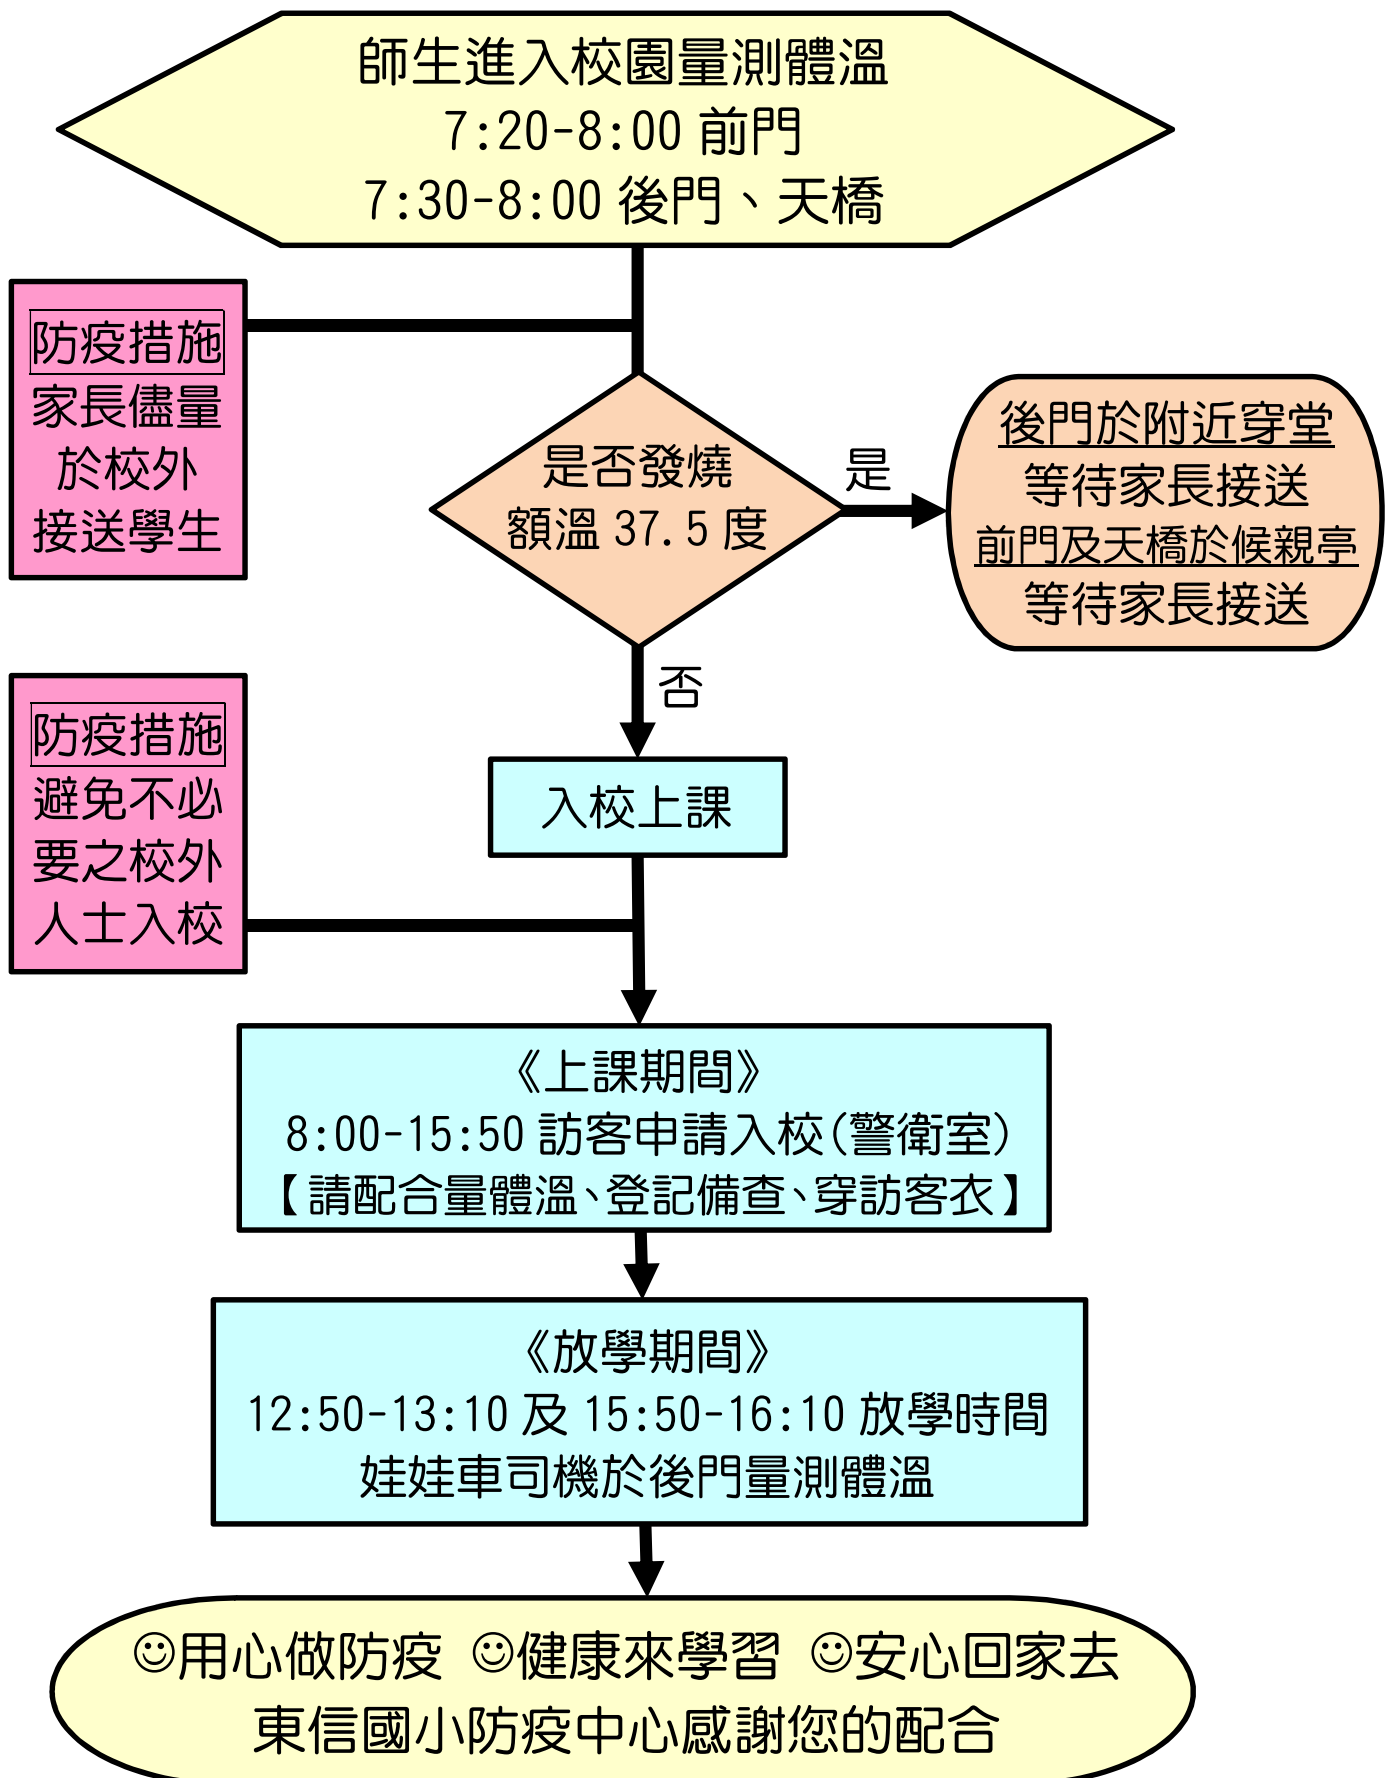 師生進入校園量測體溫
7:20-8:00 前門
7:30-8:00 後門、天橋
防疫措施
家長儘量
於校外
接送學生
是否發燒
額溫 37.5 度
是
後門於附近穿堂
等待家長接送
前門及天橋於候親亭
等待家長接送
否
防疫措施
避免不必
要之校外
人士入校
入校上課
《上課期間》
8:00-15:50 訪客申請入校(警衛室)
【請配合量體溫、登記備查、穿訪客衣】
《放學期間》
12:50-13:10 及 15:50-16:10 放學時間
娃娃車司機於後門量測體溫
☺用心做防疫 ☺健康來學習 ☺安心回家去
東信國小防疫中心感謝您的配合